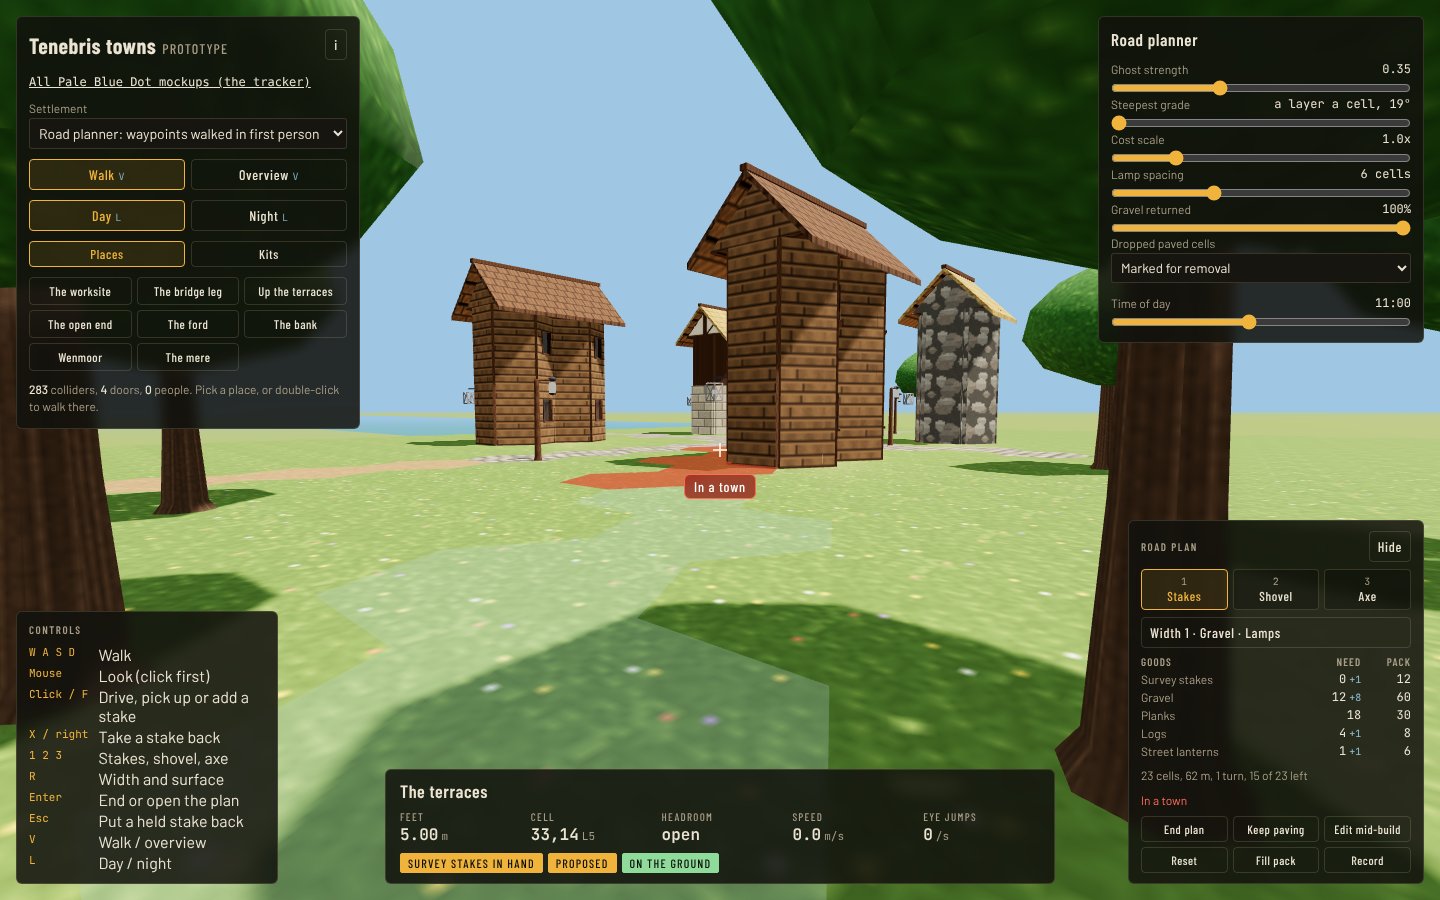 Tenebris towns PROTOTYPE
i
All Pale Blue Dot mockups (the tracker)
Settlement
Road planner: waypoints walked in first person
Walk V
Overview V
Day L
Night L
Places
Kits
The worksite
The bridge leg
Up the terraces
The open end
The ford
The bank
Wenmoor
The mere
283 colliders, 4 doors, 0 people. Pick a place, or double-click
to walk there.
Road planner
Ghost strength 0.35
Steepest grade a layer a cell, 19°
Cost scale 1.0x
Lamp spacing 6 cells
Gravel returned 100%
Dropped paved cells
Marked for removal
Time of day 11:00
In a town
CONTROLS
W A S D Walk
Mouse Look (click first)
Click / F Drive, pick up or add a
stake
X / right Take a stake back
1 2 3 Stakes, shovel, axe
R Width and surface
Enter End or open the plan
Esc Put a held stake back
V Walk / overview
L Day / night
The terraces
FEET CELL HEADROOM SPEED EYE JUMPS
5.00 m 33,14 L5 open 0.0 m/s 0 /s
SURVEY STAKES IN HAND PROPOSED ON THE GROUND
ROAD PLAN
Hide
1 2 3
Stakes Shovel Axe
Width 1 · Gravel · Lamps
GOODS NEED PACK
Survey stakes 0 +1 12
Gravel 12 +8 60
Planks 18 30
Logs 4 +1 8
Street lanterns 1 +1 6
23 cells, 62 m, 1 turn, 15 of 23 left
In a town
End plan
Keep paving
Edit mid-build
Reset
Fill pack
Record